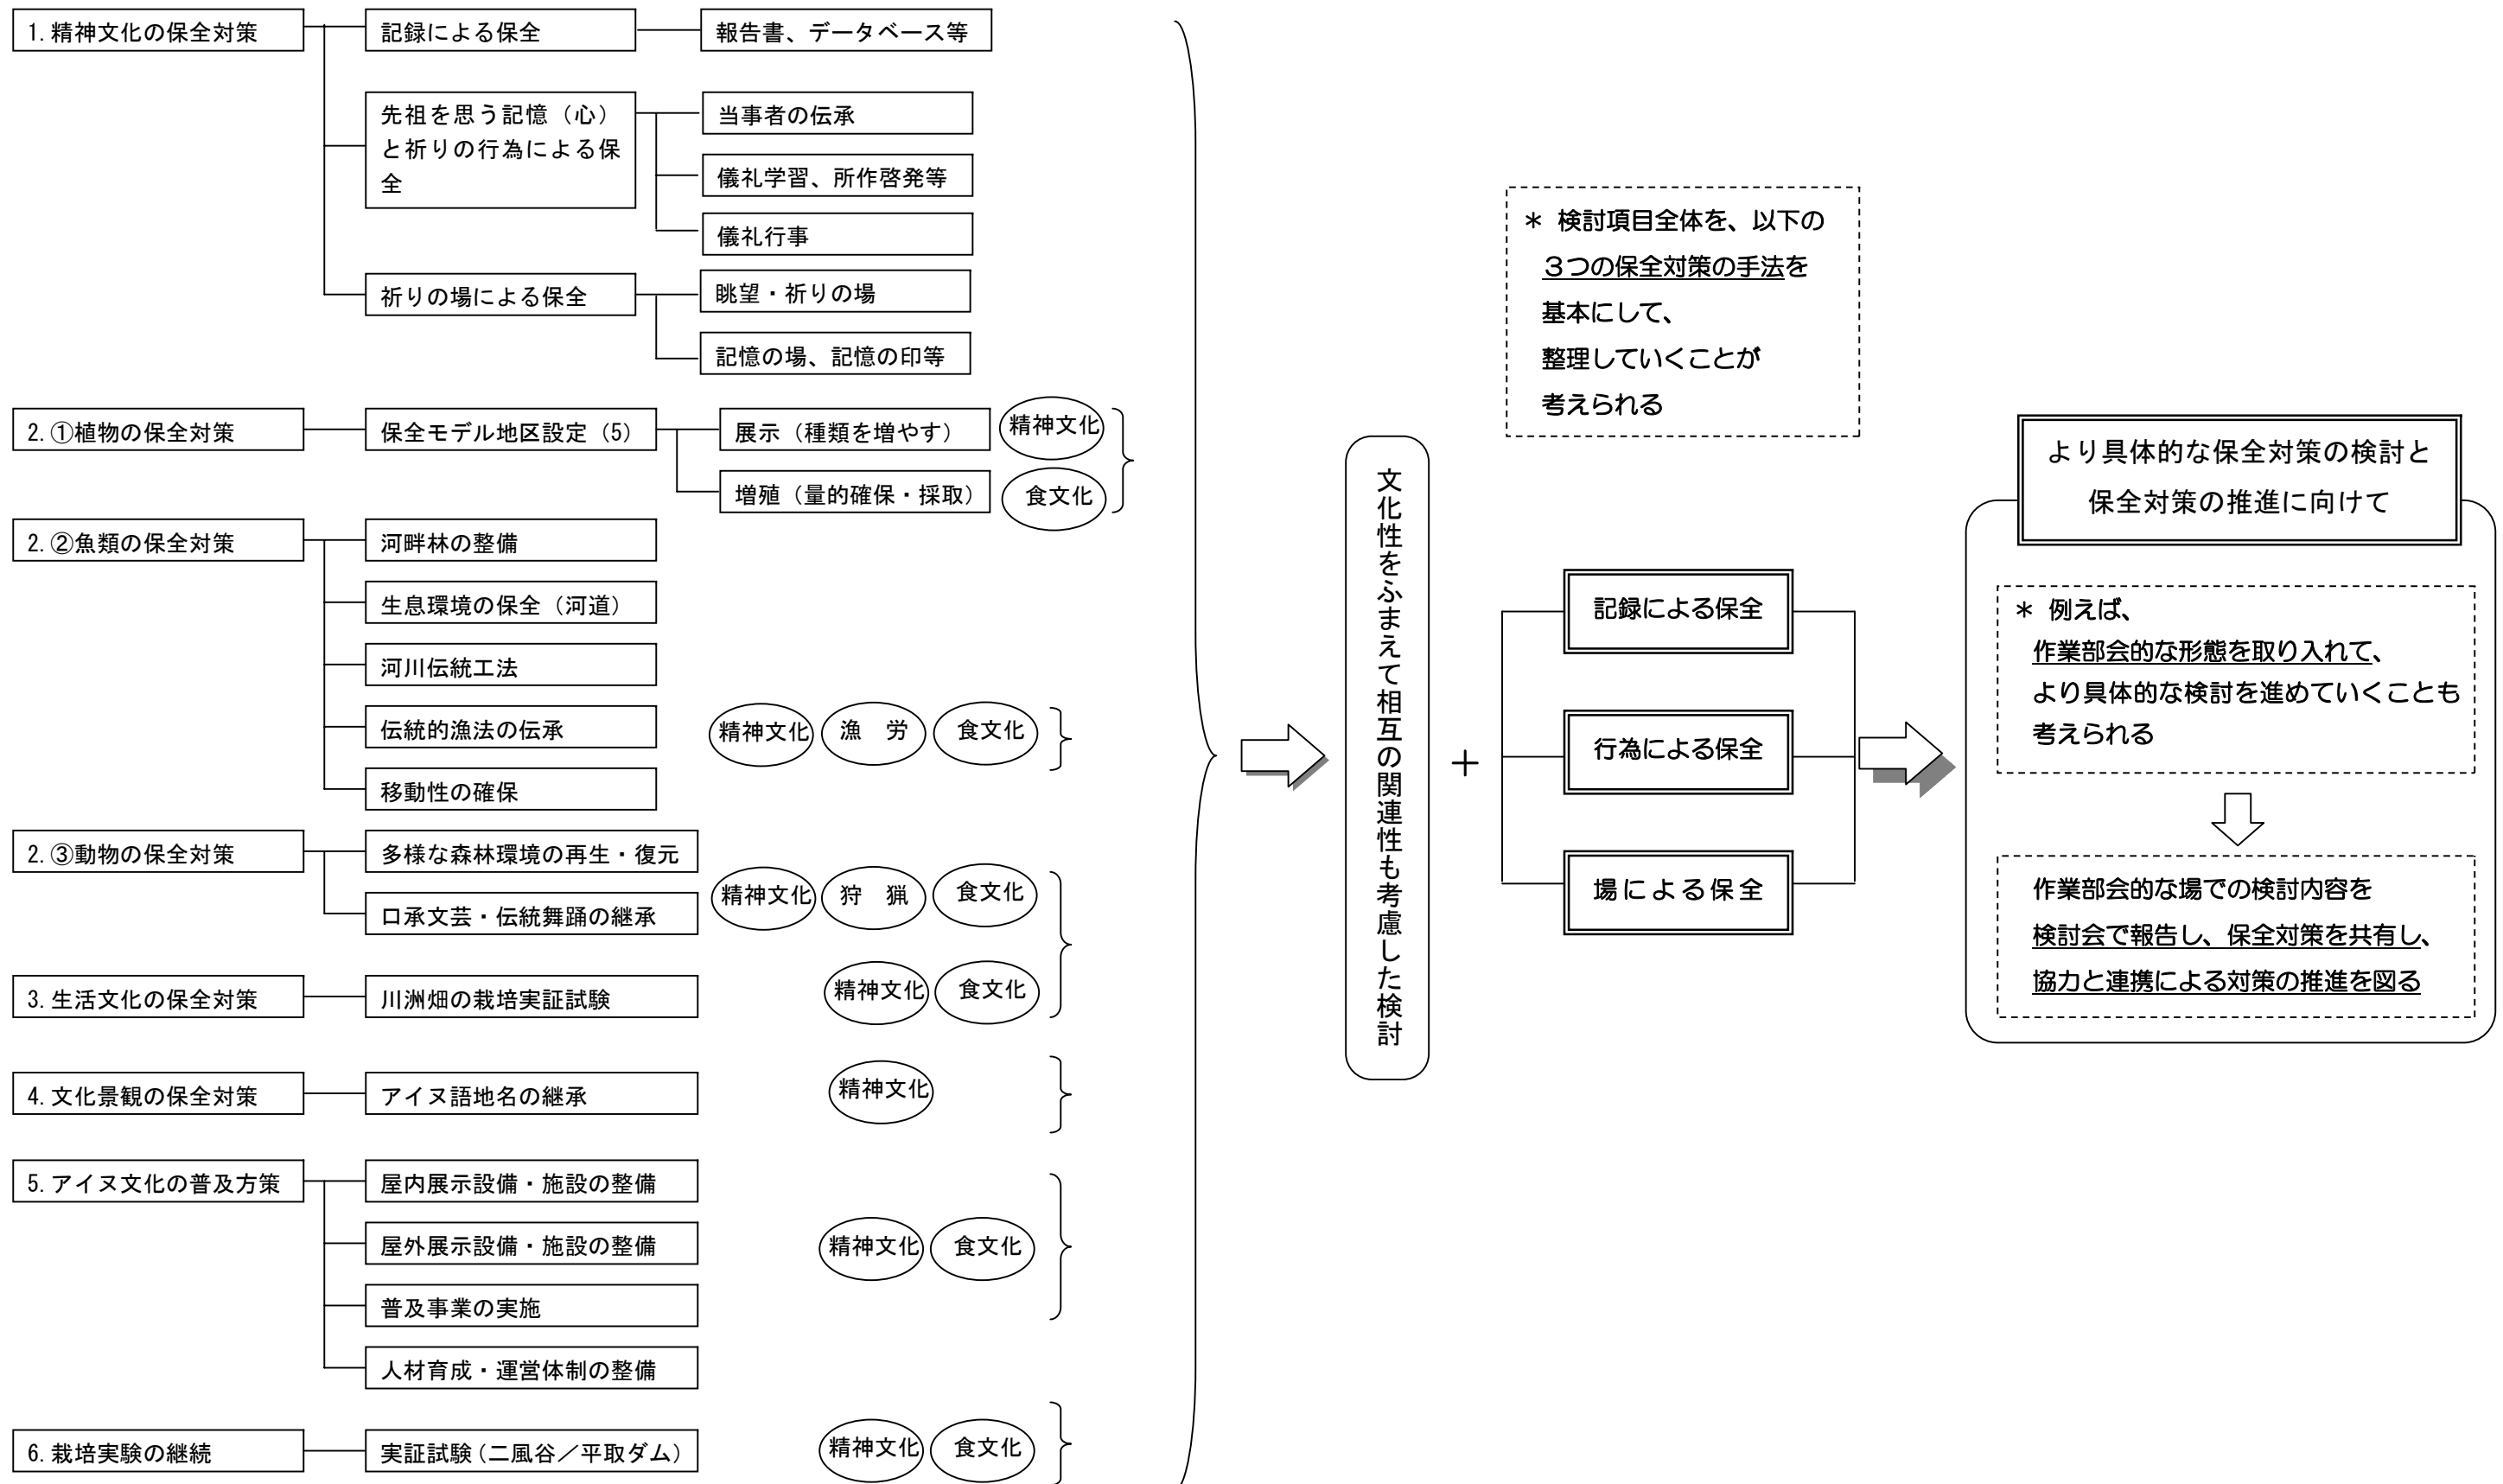 1.精神文化の保全対策
記録による保全
報告書、データベース等
先祖を思う記憶（心）
と祈りの行為による保
全
当事者の伝承
儀礼学習、所作啓発等
儀礼行事
祈りの場による保全
眺望・祈りの場
記憶の場、記憶の印等
2.①植物の保全対策
保全モデル地区設定（5）
展示（種類を増やす）
精神文化
増殖（量的確保・採取）
食文化
2.②魚類の保全対策
河畔林の整備
生息環境の保全（河道）
河川伝統工法
伝統的漁法の伝承
精神文化
漁　労
食文化
移動性の確保
2.③動物の保全対策
多様な森林環境の再生・復元
精神文化
狩　猟
食文化
口承文芸・伝統舞踊の継承
3.生活文化の保全対策
川洲畑の栽培実証試験
精神文化
食文化
4.文化景観の保全対策
アイヌ語地名の継承
精神文化
5.アイヌ文化の普及方策
屋内展示設備・施設の整備
屋外展示設備・施設の整備
精神文化
食文化
普及事業の実施
人材育成・運営体制の整備
6.栽培実験の継続
実証試験(二風谷／平取ダム)
精神文化
食文化
文化性をふまえて相互の関連性も考慮した検討
＋
＊ 検討項目全体を、以下の
３つの保全対策の手法を
基本にして、
整理していくことが
考えられる
記録による保全
行為による保全
場による保全
より具体的な保全対策の検討と
保全対策の推進に向けて
＊ 例えば、
作業部会的な形態を取り入れて、
より具体的な検討を進めていくことも
考えられる
作業部会的な場での検討内容を
検討会で報告し、保全対策を共有し、
協力と連携による対策の推進を図る